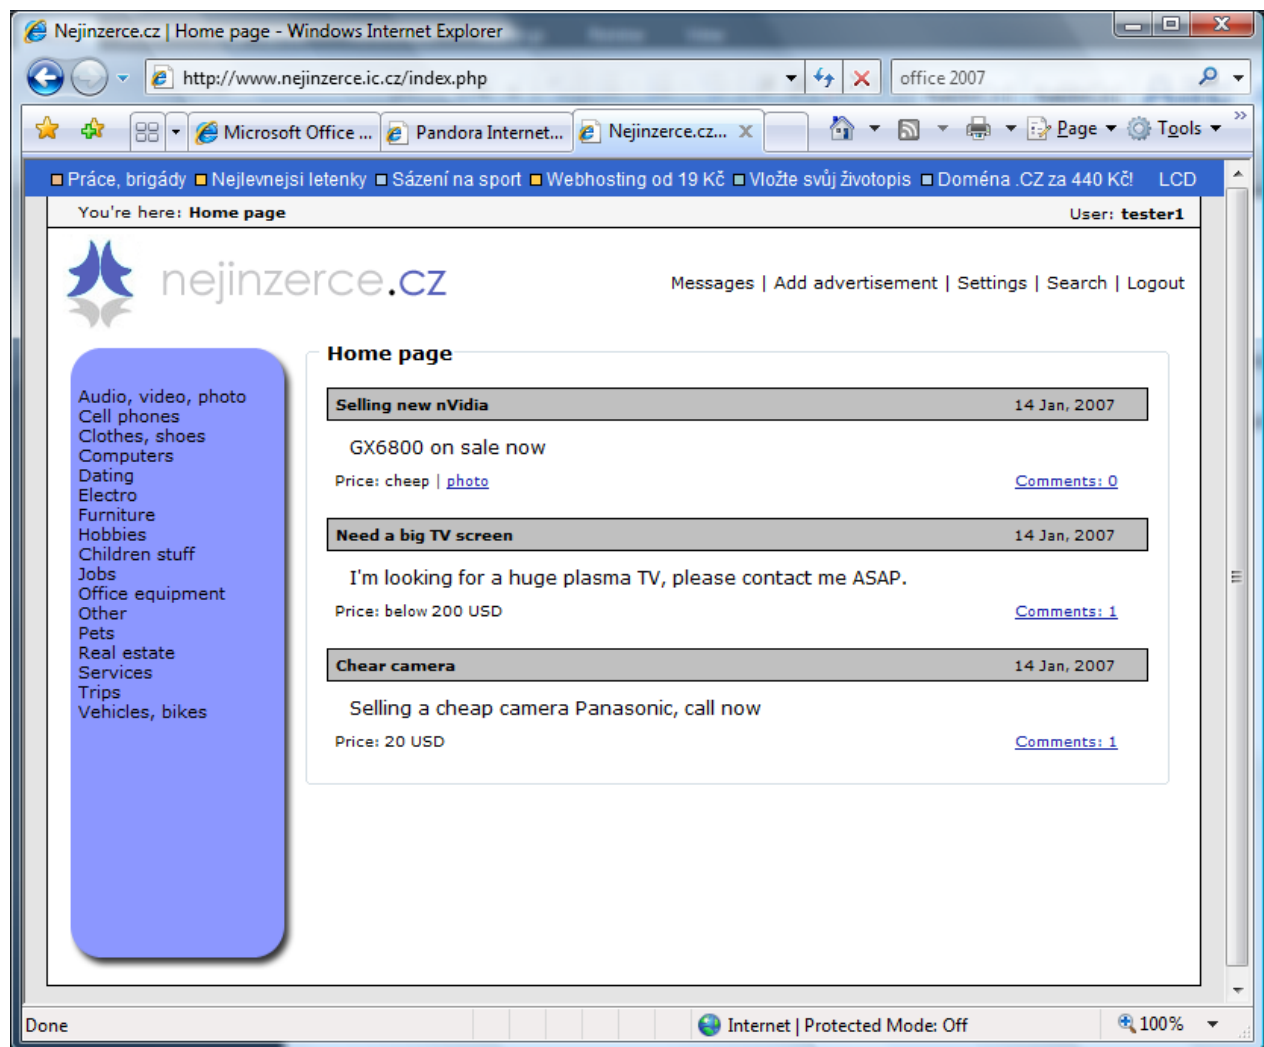 Nejinzerce.cz | Home page - Windows Internet Explorer
http://www.nejinzerce.ic.cz/index.php
office 2007
Microsoft Office ...
Pandora Internet...
Nejinzerce.cz...
Page
Tools
Práce, brigády Nejlevnejsi letenky Sázení na sport Webhosting od 19 Kč Vložte svůj životopis Doména .CZ za 440 Kč! LCD
You're here: Home page
User: tester1
nejinzerce.cz
Messages | Add advertisement | Settings | Search | Logout
Audio, video, photo
Cell phones
Clothes, shoes
Computers
Dating
Electro
Furniture
Hobbies
Children stuff
Jobs
Office equipment
Other
Pets
Real estate
Services
Trips
Vehicles, bikes
Home page
Selling new nVidia 14 Jan, 2007
GX6800 on sale now
Price: cheep | photo Comments: 0
Need a big TV screen 14 Jan, 2007
I'm looking for a huge plasma TV, please contact me ASAP.
Price: below 200 USD Comments: 1
Chear camera 14 Jan, 2007
Selling a cheap camera Panasonic, call now
Price: 20 USD Comments: 1
Done
Internet | Protected Mode: Off
100%